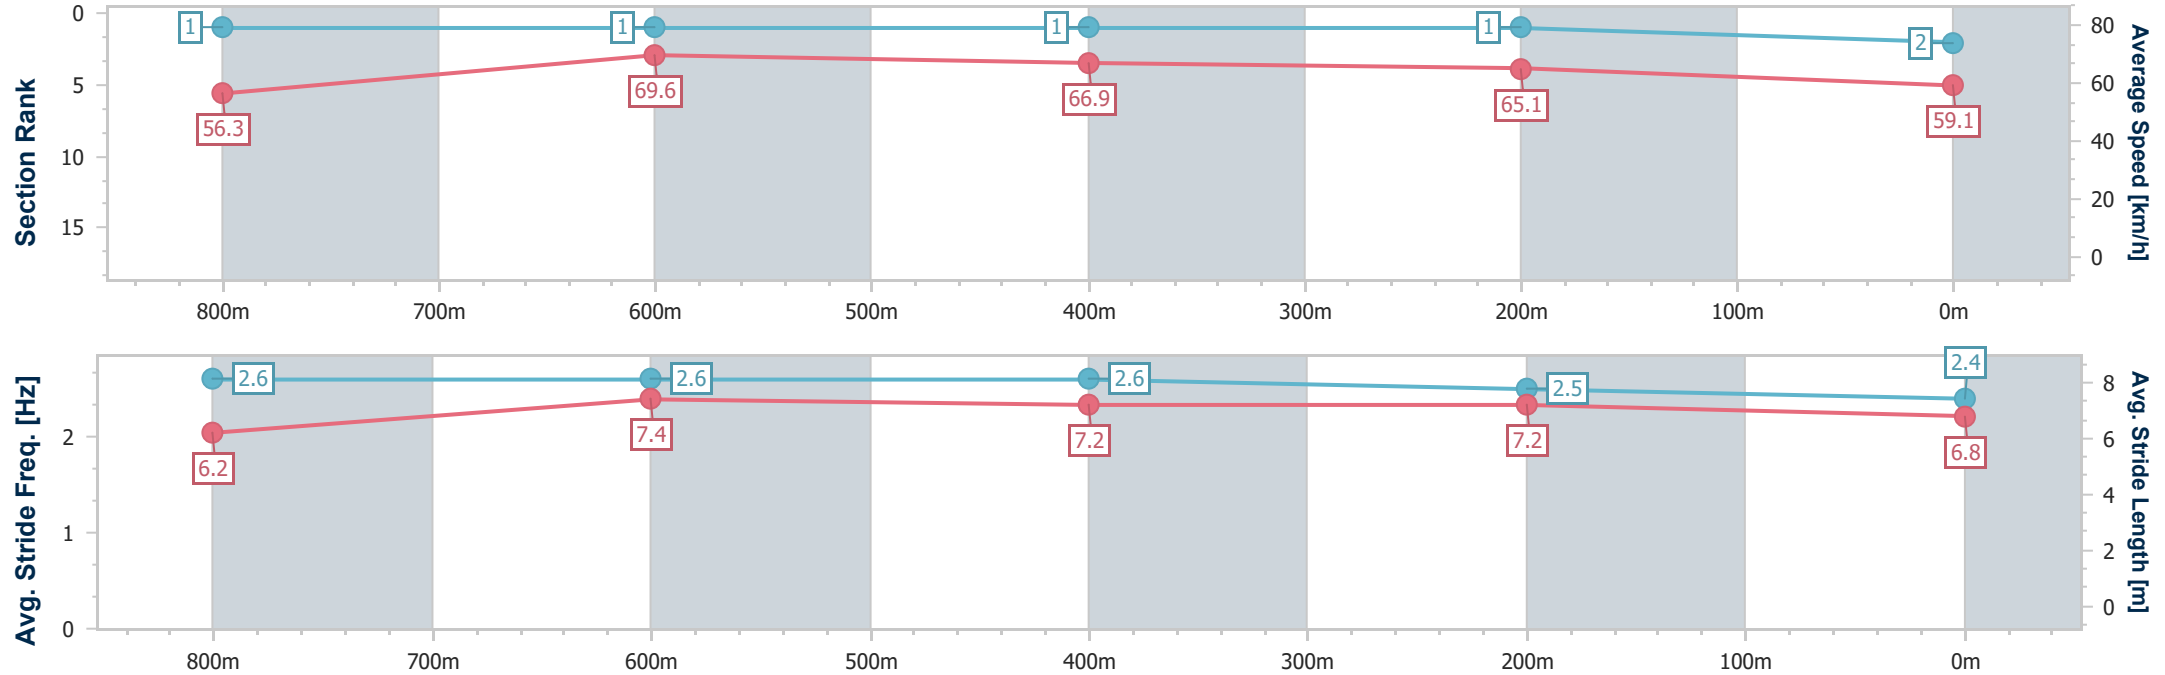 Section Rank
0
5
10
15
1
1
1
1
2
56.3
69.6
66.9
65.1
59.1
80
60
40
20
0
Average Speed [km/h]
800m
700m
600m
500m
400m
300m
200m
100m
0m
Avg. Stride Freq. [Hz]
2
1
0
2.6
2.6
2.6
2.5
2.4
6.2
7.4
7.2
7.2
6.8
8
6
4
2
0
Avg. Stride Length [m]
800m
700m
600m
500m
400m
300m
200m
100m
0m